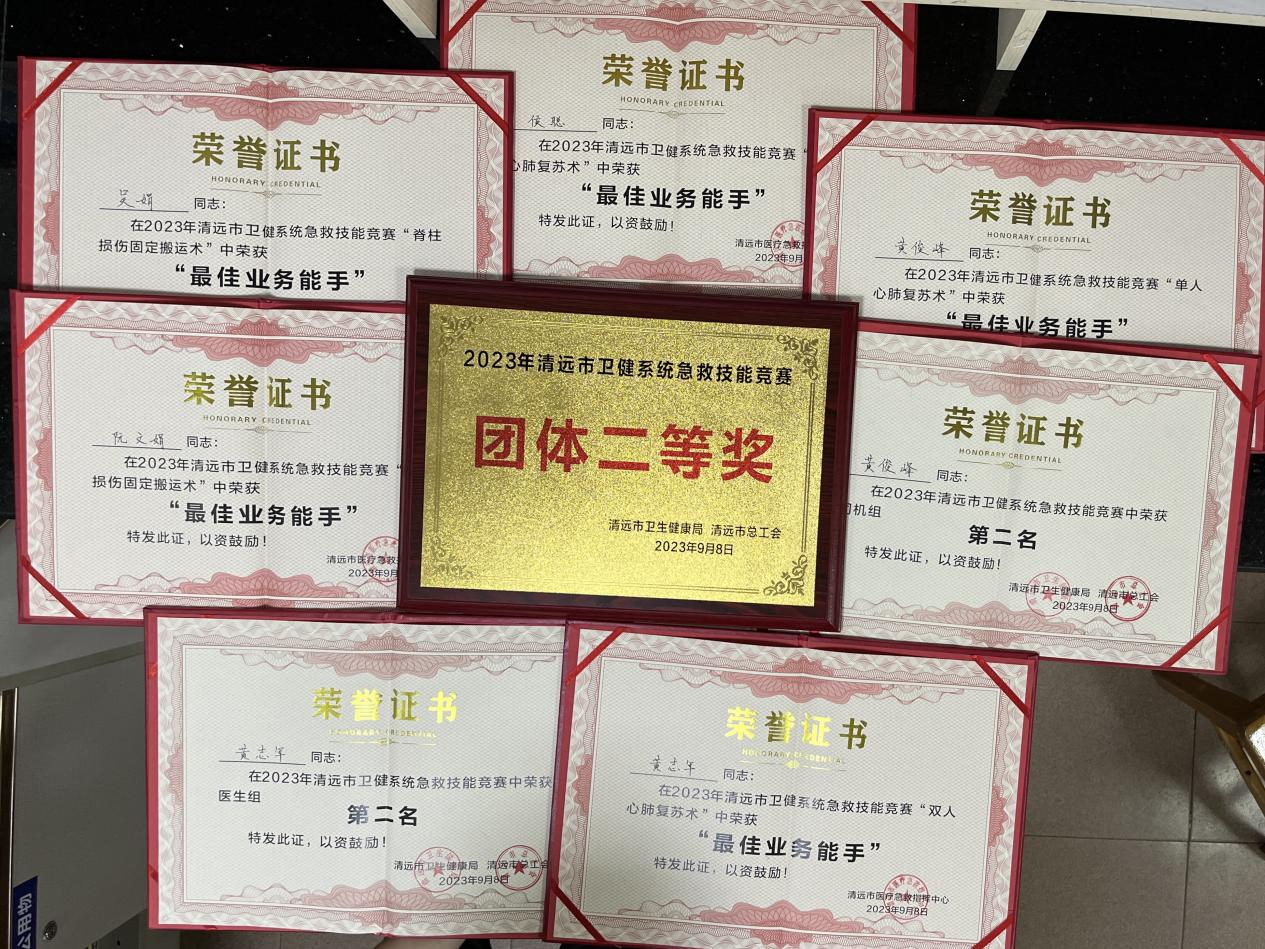 荣誉证书
HONORARY CREDENTIAL
吴娟 同志：
在2023年清远市卫健系统急救技能竞赛“脊柱
损伤固定搬运术”中荣获
“最佳业务能手”
荣誉证书
HONORARY CREDENTIAL
侯聪 同志：
在2023年清远市卫健系统急救技能竞赛“
心肺复苏术”中荣获
“最佳业务能手”
特发此证，以资鼓励！
清远市医疗急救
2023年9月
荣誉证书
HONORARY CREDENTIAL
黄俊峰 同志：
在2023年清远市卫健系统急救技能竞赛“单人
心肺复苏术”中荣获
“最佳业务能手”
荣誉证书
HONORARY CREDENTIAL
阮文娟 同志：
在2023年清远市卫健系统急救技能竞赛“
损伤固定搬运术”中荣获
“最佳业务能手”
特发此证，以资鼓励！
清远市医疗急救
2023年9月
2023年清远市卫健系统急救技能竞赛
团体二等奖
清远市卫生健康局 清远市总工会
2023年9月8日
荣誉证书
HONORARY CREDENTIAL
黄俊峰 同志：
在2023年清远市卫健系统急救技能竞赛中荣获
司机组
第二名
特发此证，以资鼓励！
清远市卫生健康局 清远市总工会
2023年9月8日
荣誉证书
HONORARY CREDENTIAL
黄志军 同志：
在2023年清远市卫健系统急救技能竞赛中荣获
医生组
第二名
特发此证，以资鼓励！
清远市卫生健康局 清远市总工会
2023年9月8日
荣誉证书
HONORARY CREDENTIAL
黄志军 同志：
在2023年清远市卫健系统急救技能竞赛“双人
心肺复苏术”中荣获
“最佳业务能手”
特发此证，以资鼓励！
清远市医疗急救指挥中心
2023年9月8日
公用物